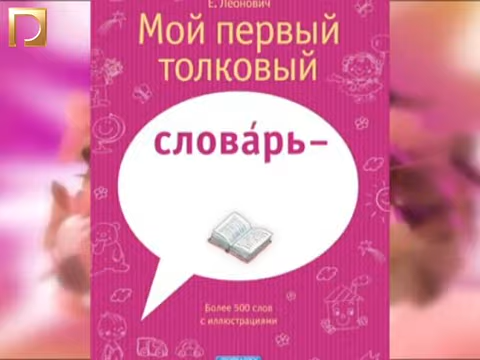 Е. Леонович
Мой первый
толковый
слова́рь–
Более 500 слов
с иллюстрациями